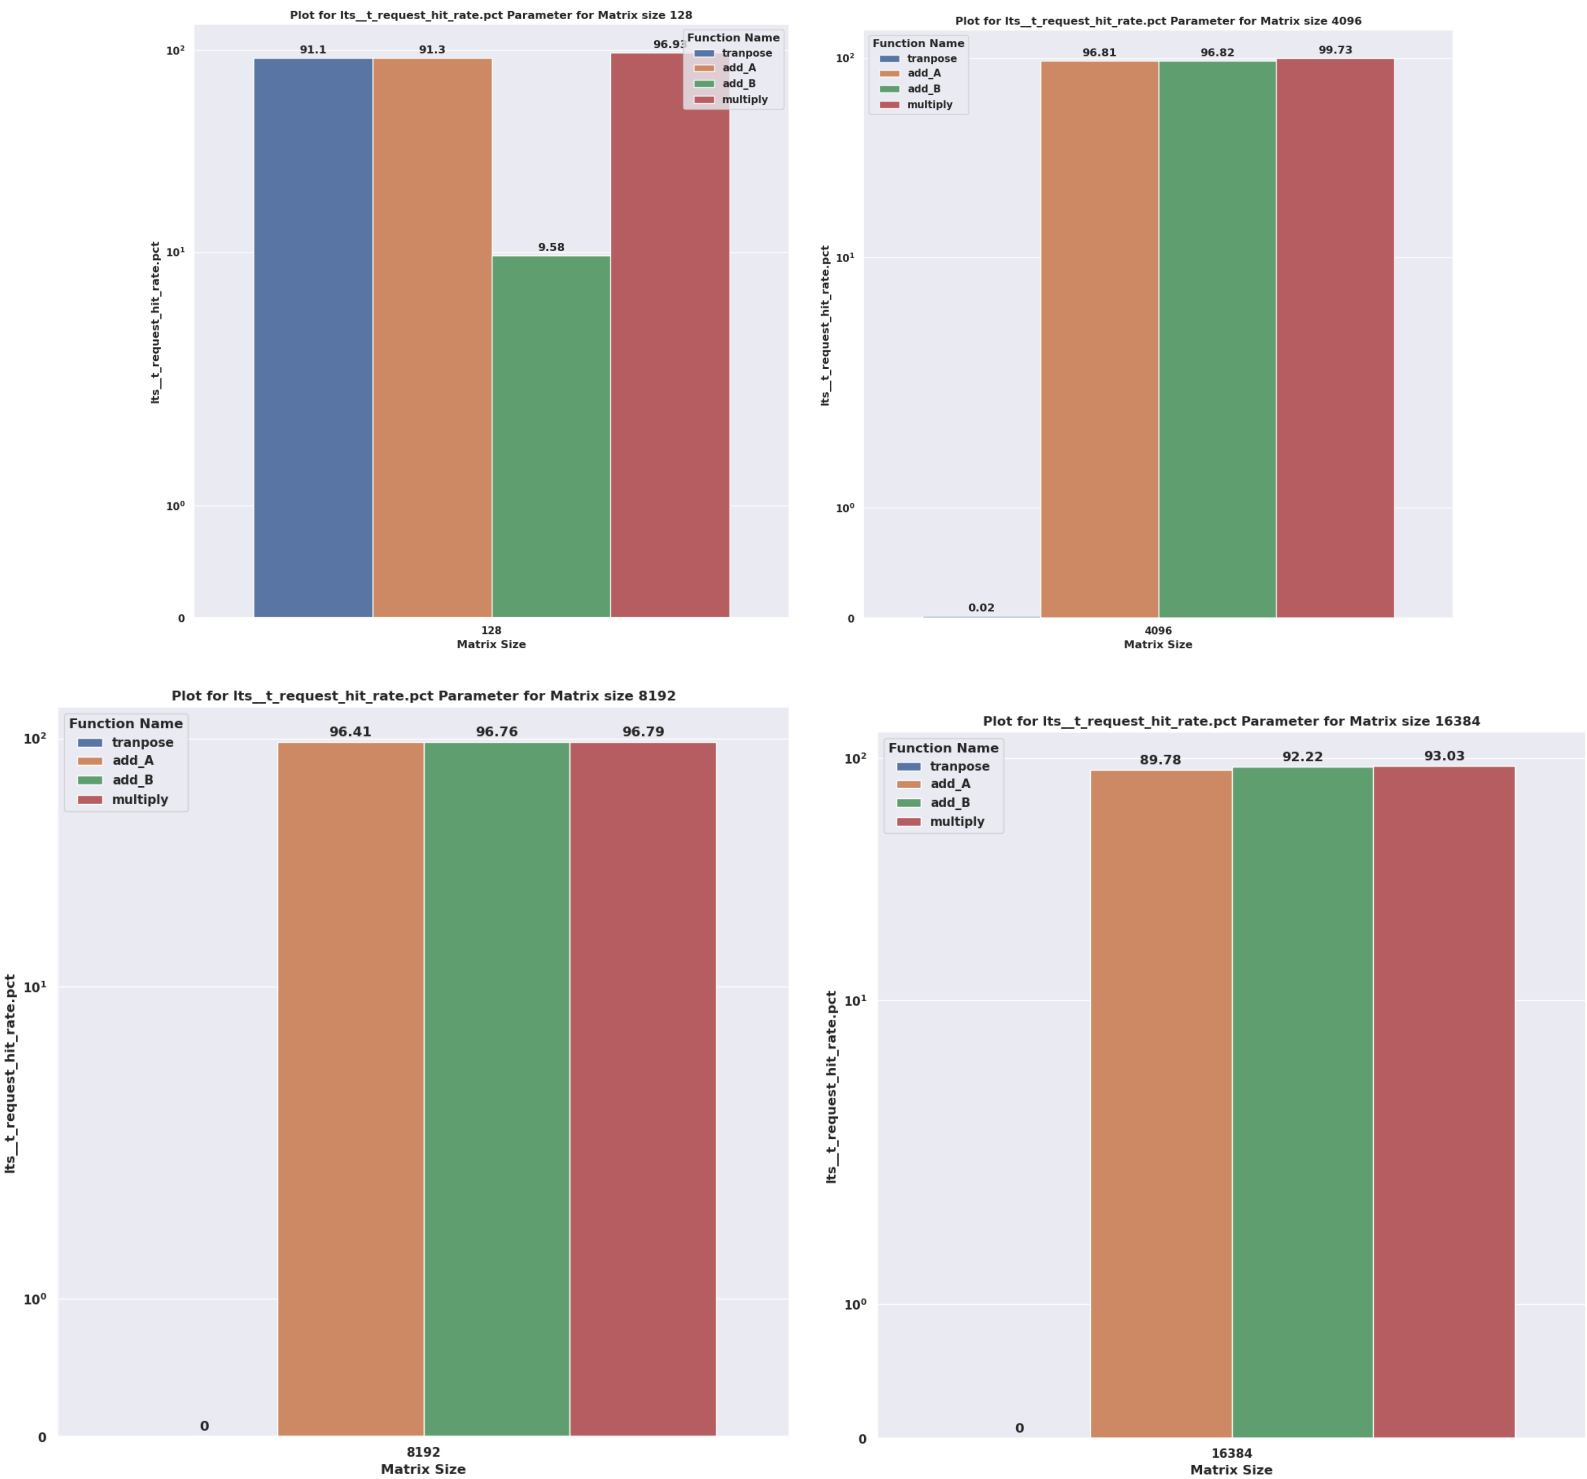 Plot for lts__t_request_hit_rate.pct Parameter for Matrix size 128
10²
10¹
10⁰
0
lts__t_request_hit_rate.pct
91.1
91.3
9.58
96.93
Function Name
tranpose
add_A
add_B
multiply
128
Matrix Size
Plot for lts__t_request_hit_rate.pct Parameter for Matrix size 4096
10²
10¹
10⁰
0
lts__t_request_hit_rate.pct
Function Name
tranpose
add_A
add_B
multiply
0.02
96.81
96.82
99.73
4096
Matrix Size
Plot for lts__t_request_hit_rate.pct Parameter for Matrix size 8192
10²
10¹
10⁰
0
lts__t_request_hit_rate.pct
Function Name
tranpose
add_A
add_B
multiply
0
96.41
96.76
96.79
8192
Matrix Size
Plot for lts__t_request_hit_rate.pct Parameter for Matrix size 16384
10²
10¹
10⁰
0
lts__t_request_hit_rate.pct
Function Name
tranpose
add_A
add_B
multiply
0
89.78
92.22
93.03
16384
Matrix Size